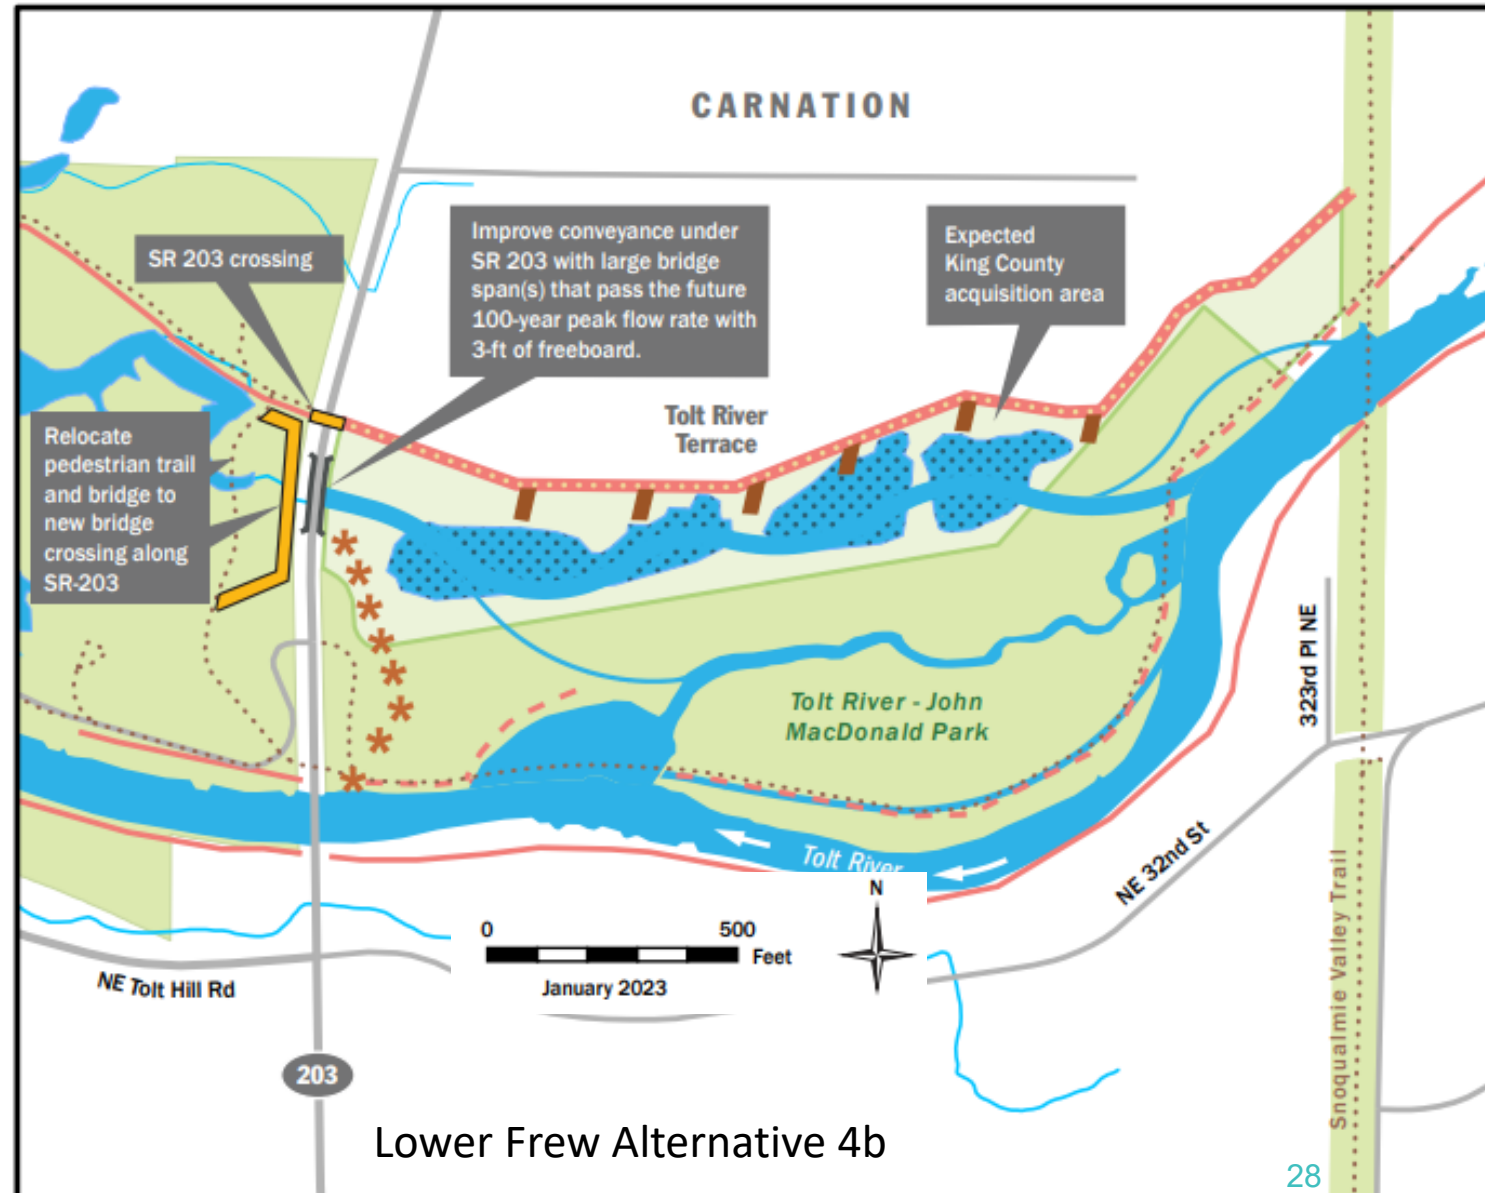 CARNATION
SR 203 crossing
Improve conveyance under
SR 203 with large bridge
span(s) that pass the future
100-year peak flow rate with
3-ft of freeboard.
Expected
King County
acquisition area
Relocate
pedestrian trail
and bridge to
new bridge
crossing along
SR-203
Tolt River
Terrace
Tolt River - John
MacDonald Park
323rd Pl NE
Tolt River
NE 32nd St
Snoqualmie Valley Trail
NE Tolt Hill Rd
0 500
Feet
January 2023
N
203
Lower Frew Alternative 4b
28